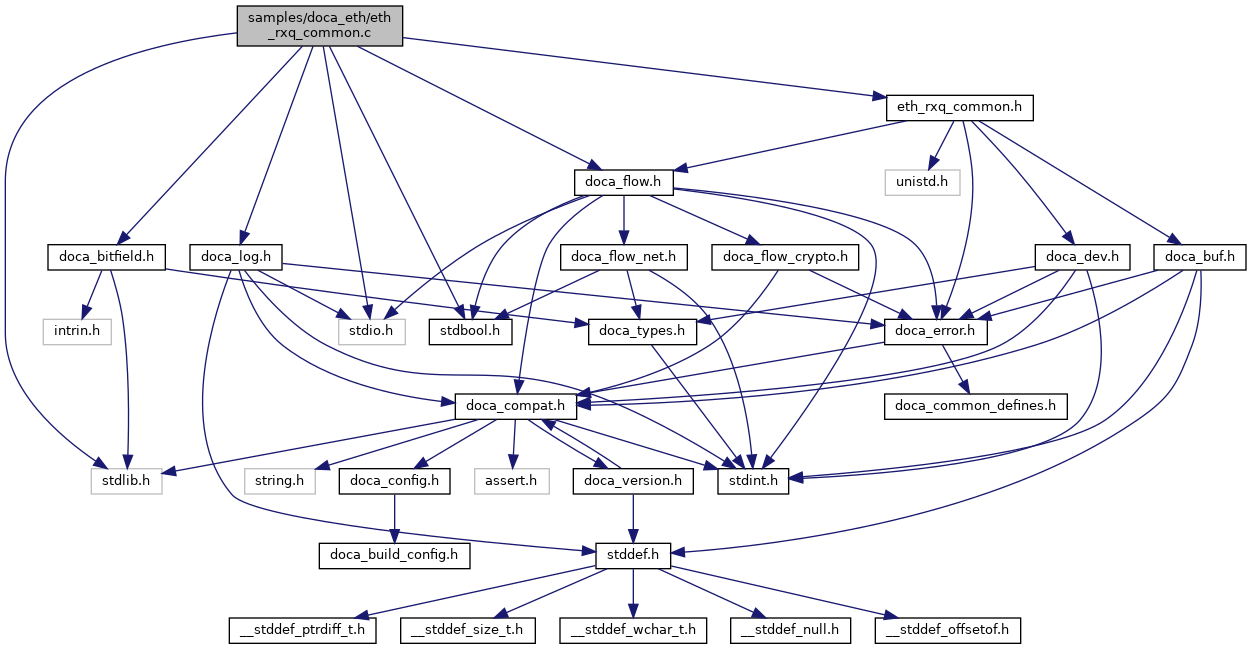 samples/doca_eth/eth
_rxq_common.c
eth_rxq_common.h
doca_flow.h
unistd.h
doca_bitfield.h
doca_log.h
doca_flow_net.h
doca_flow_crypto.h
doca_dev.h
doca_buf.h
intrin.h
stdio.h
stdbool.h
doca_types.h
doca_error.h
doca_compat.h
doca_common_defines.h
stdlib.h
string.h
doca_config.h
assert.h
doca_version.h
stdint.h
doca_build_config.h
stddef.h
__stddef_ptrdiff_t.h
__stddef_size_t.h
__stddef_wchar_t.h
__stddef_null.h
__stddef_offsetof.h